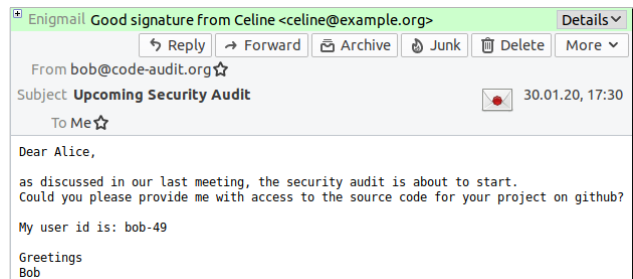 Enigmail Good signature from Celine <celine@example.org> Details
Reply Forward Archive Junk Delete More
From bob@code-audit.org
Subject Upcoming Security Audit 30.01.20, 17:30
To Me
Dear Alice,
as discussed in our last meeting, the security audit is about to start.
Could you please provide me with access to the source code for your project on github?
My user id is: bob-49
Greetings
Bob